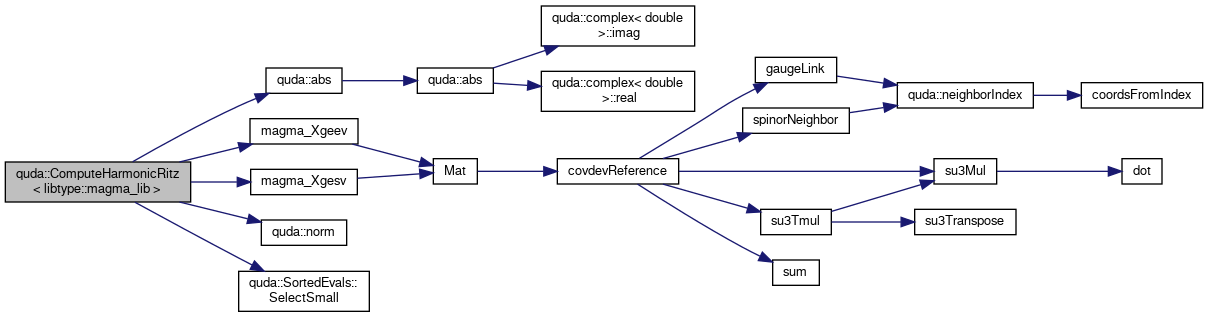 quda::ComputeHarmonicRitz
< libtype::magma_lib >
quda::abs
magma_Xgeev
magma_Xgesv
quda::norm
quda::SortedEvals::
SelectSmall
quda::abs
Mat
quda::complex< double
>::imag
quda::complex< double
>::real
covdevReference
gaugeLink
spinorNeighbor
su3Tmul
sum
quda::neighborIndex
su3Mul
su3Transpose
coordsFromIndex
dot